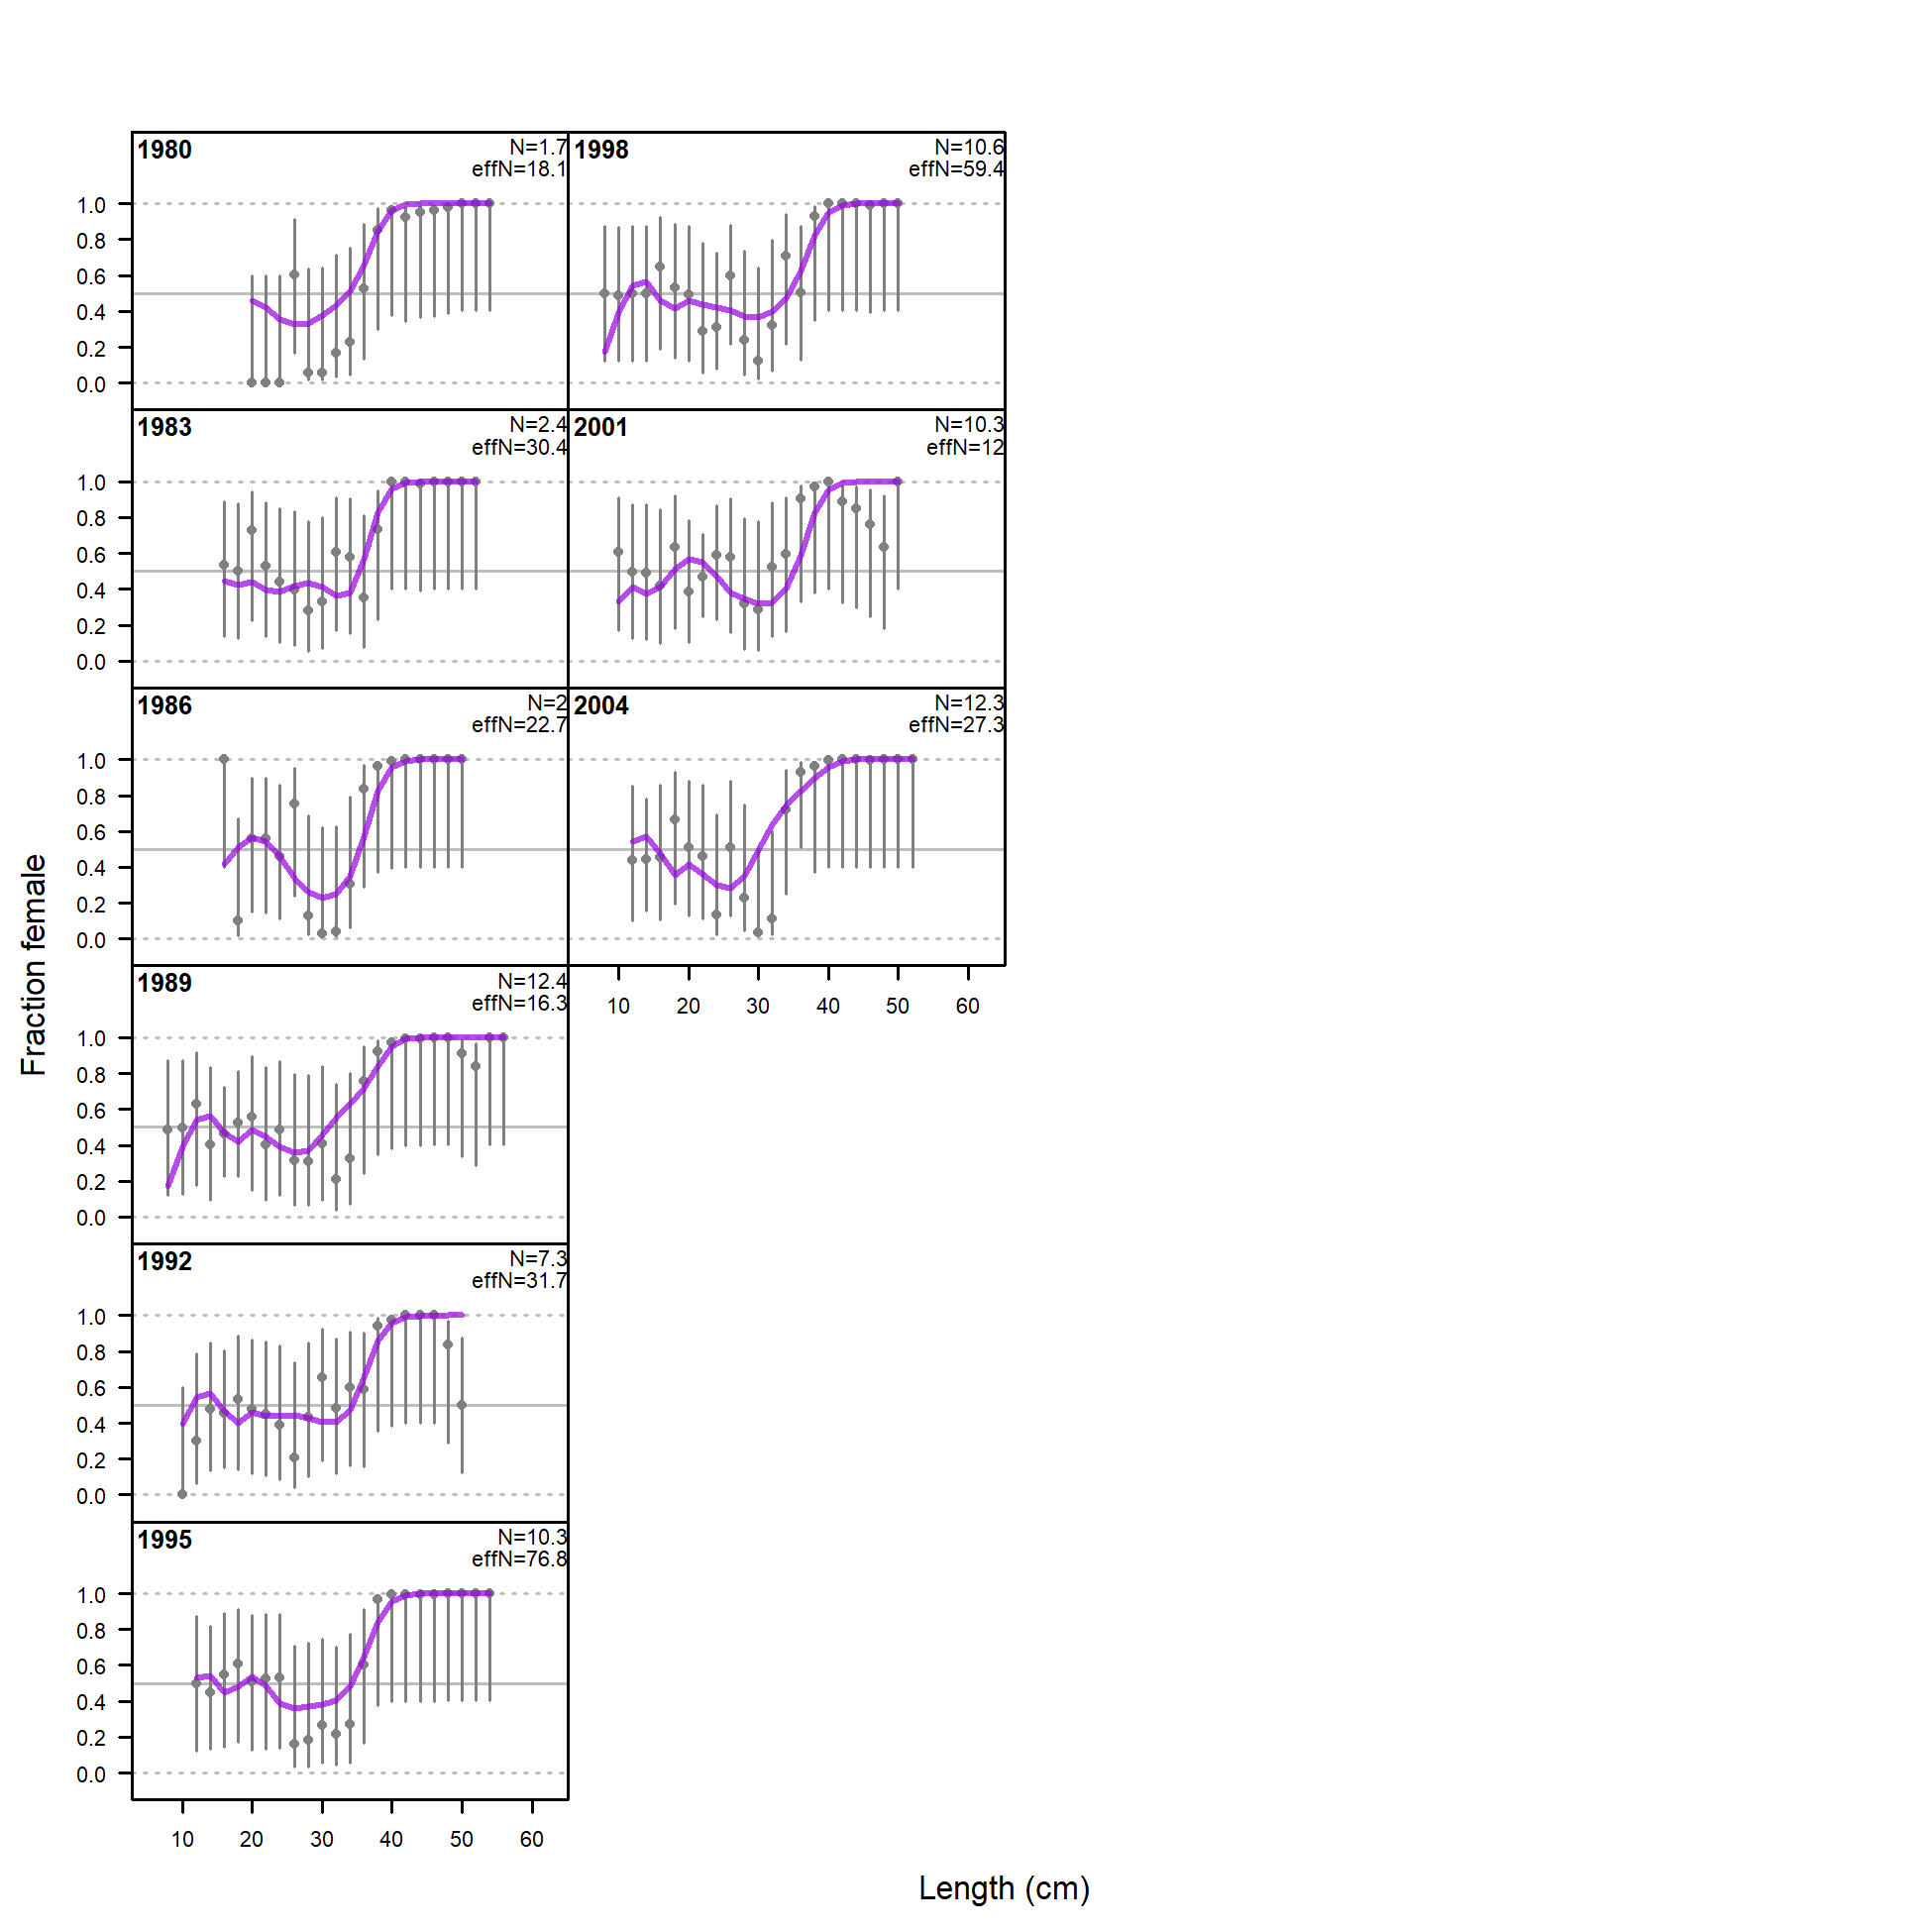 1980
N=1.7
effN=18.1
1.0
0.8
0.6
0.4
0.2
0.0
1983
N=2.4
effN=30.4
1.0
0.8
0.6
0.4
0.2
0.0
1986
N=2
effN=22.7
1.0
0.8
0.6
0.4
0.2
0.0
1989
N=12.4
effN=16.3
1.0
0.8
0.6
0.4
0.2
0.0
1992
N=7.3
effN=31.7
1.0
0.8
0.6
0.4
0.2
0.0
1995
N=10.3
effN=76.8
1.0
0.8
0.6
0.4
0.2
0.0
10 20 30 40 50 60
1998
N=10.6
effN=59.4
2001
N=10.3
effN=12
2004
N=12.3
effN=27.3
10 20 30 40 50 60
Fraction female
Length (cm)